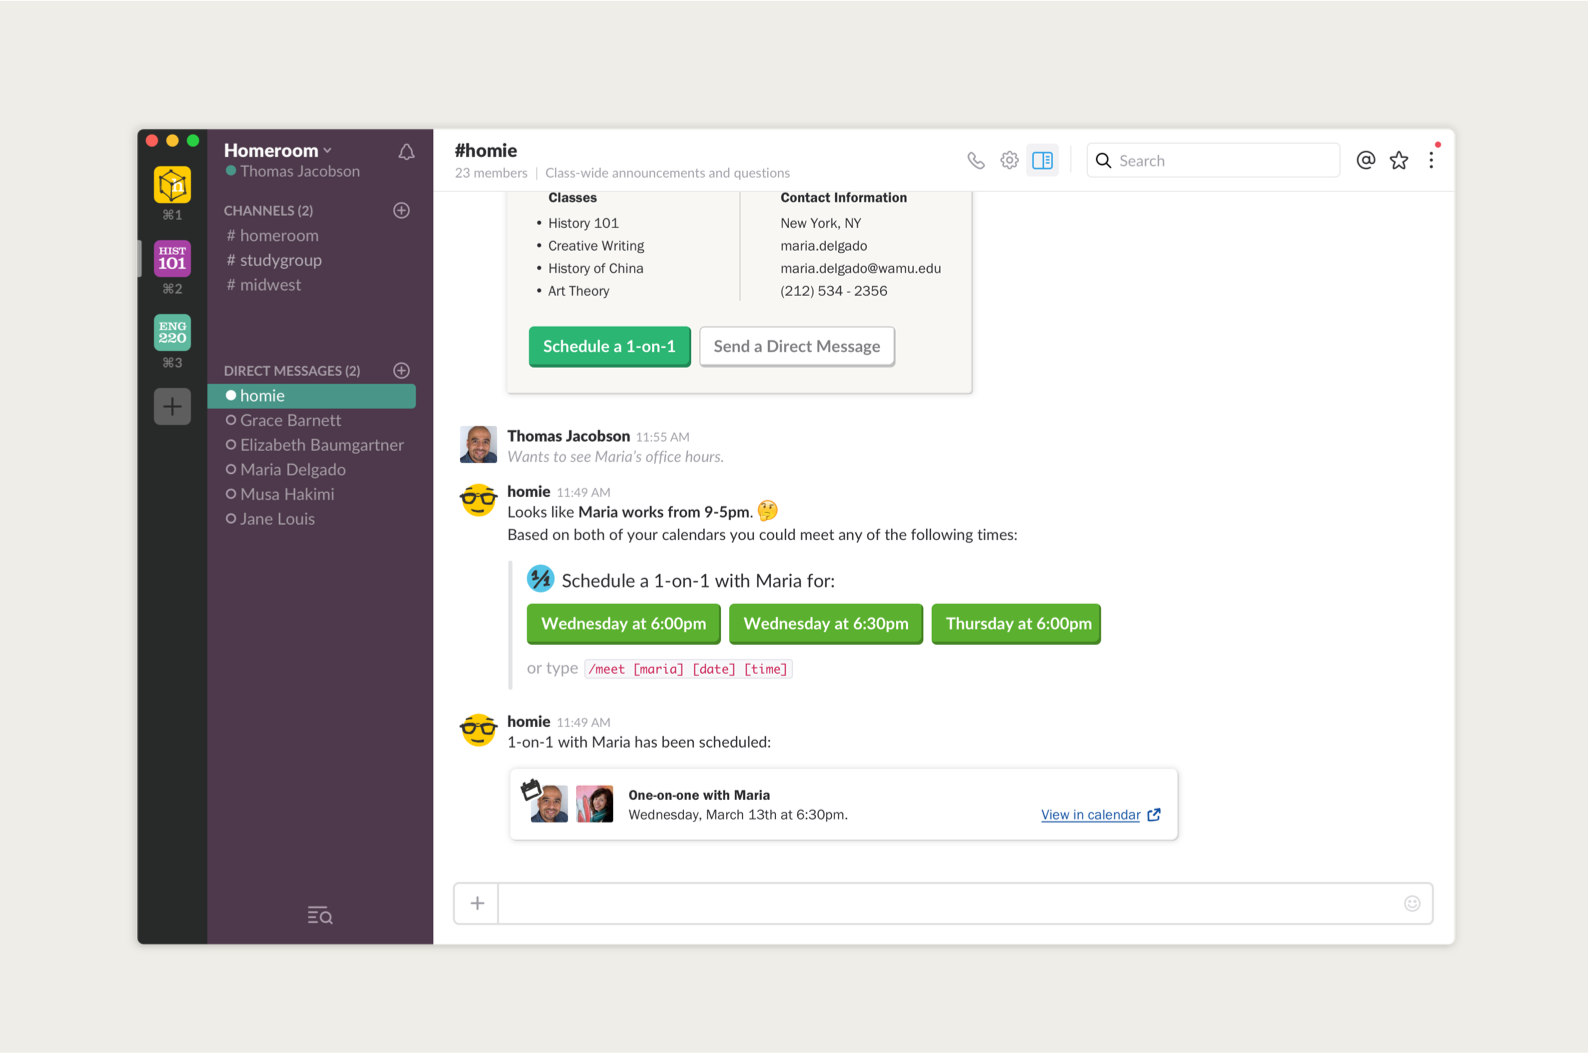 Homeroom
Thomas Jacobson
⌘1
HIST
101
⌘2
ENG
220
⌘3
CHANNELS (2)
# homeroom
# studygroup
# midwest
DIRECT MESSAGES (2)
homie
Grace Barnett
Elizabeth Baumgartner
Maria Delgado
Musa Hakimi
Jane Louis
#homie
23 members | Class-wide announcements and questions
Search
Classes
• History 101
• Creative Writing
• History of China
• Art Theory
Contact Information
New York, NY
maria.delgado
maria.delgado@wamu.edu
(212) 534 - 2356
Schedule a 1-on-1
Send a Direct Message
Thomas Jacobson 11:55 AM
Wants to see Maria's office hours.
homie 11:49 AM
Looks like Maria works from 9-5pm. 🤔
Based on both of your calendars you could meet any of the following times:
1/1 Schedule a 1-on-1 with Maria for:
Wednesday at 6:00pm
Wednesday at 6:30pm
Thursday at 6:00pm
or type /meet [maria] [date] [time]
homie 11:49 AM
1-on-1 with Maria has been scheduled:
One-on-one with Maria
Wednesday, March 13th at 6:30pm.
View in calendar